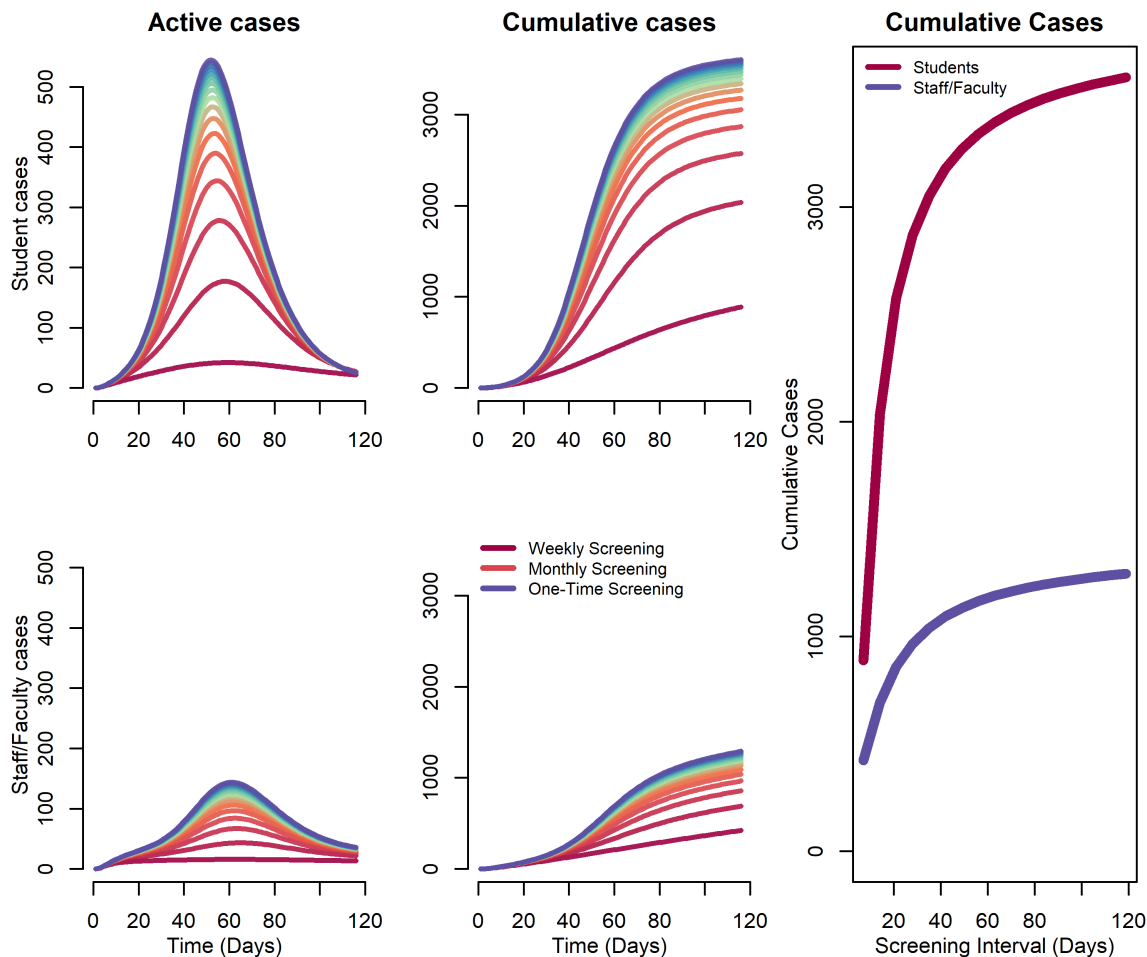 Active cases
Cumulative cases
Cumulative Cases
Student cases
500
400
300
200
100
0
0 20 40 60 80 120
3000
2000
1000
0
0 20 40 60 80 120
Students
Staff/Faculty
Cumulative Cases
3000
2000
1000
0
20 40 60 80 120
Screening Interval (Days)
Staff/Faculty cases
500
400
300
200
100
0
0 20 40 60 80 120
Time (Days)
Weekly Screening
Monthly Screening
One-Time Screening
3000
2000
1000
0
0 20 40 60 80 120
Time (Days)